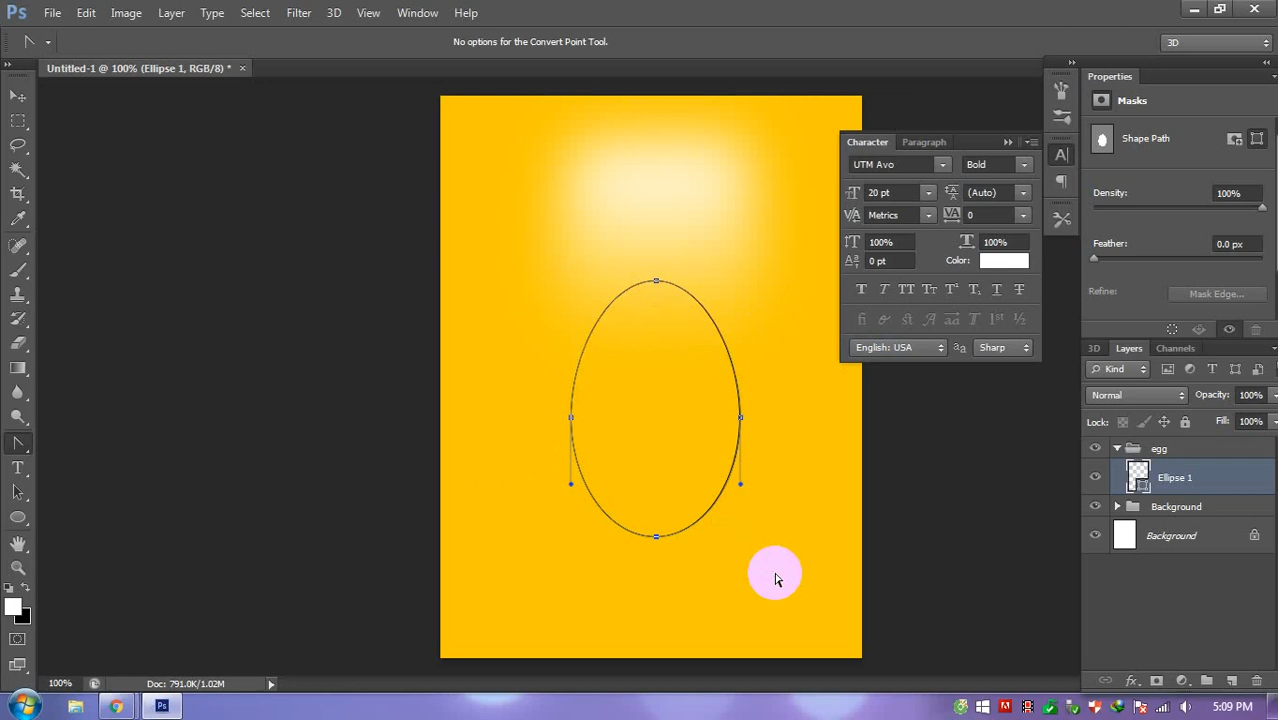 Ps File Edit Image Layer Type Select Filter 3D View Window Help
No options for the Convert Point Tool. 3D
Untitled-1 @ 100% (Ellipse 1, RGB/8) * ×
Properties
Masks
Shape Path
Density: 100%
Feather: 0.0 px
Refine: Mask Edge...
Character Paragraph
UTM Avo Bold
20 pt (Auto)
Metrics 0
100% 100%
0 pt Color:
English: USA Sharp
3D Layers Channels
Kind
Normal Opacity: 100%
Lock: Fill: 100%
egg
Ellipse 1
Background
Background
100% Doc: 791.0K/1.02M
Ps 5:09 PM